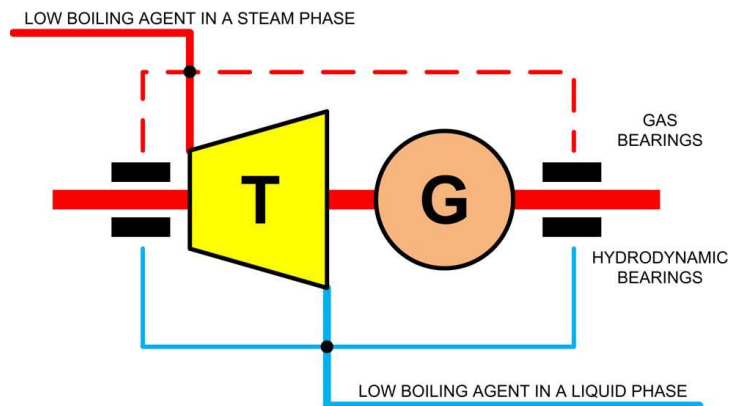 LOW BOILING AGENT IN A STEAM PHASE
GAS
BEARINGS
T
G
HYDRODYNAMIC
BEARINGS
LOW BOILING AGENT IN A LIQUID PHASE